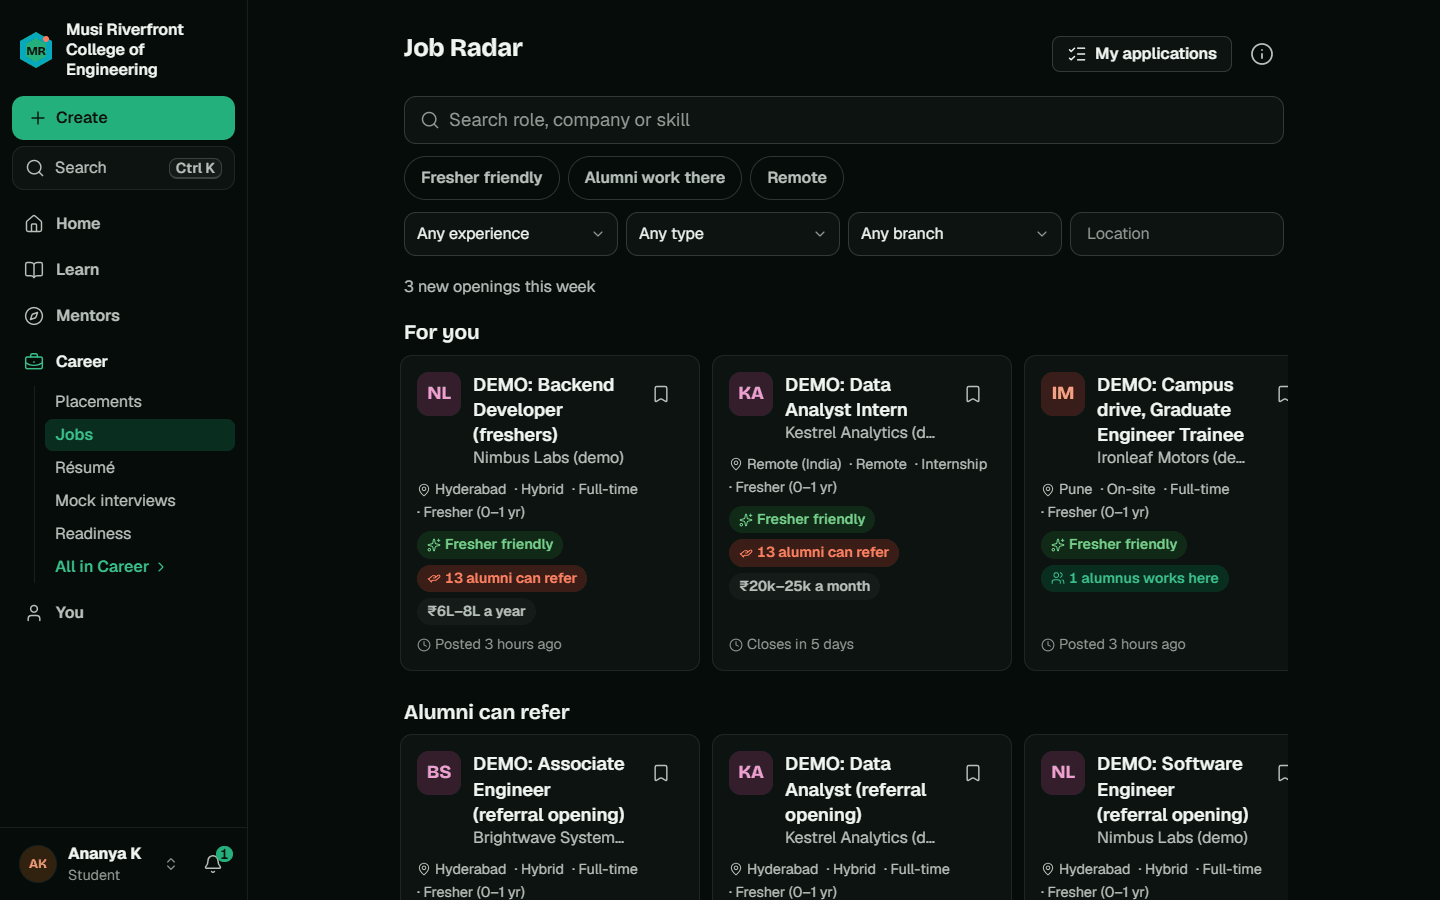 MR
Musi Riverfront
College of
Engineering
Create
Search Ctrl K
Home
Learn
Mentors
Career
Placements
Jobs
Résumé
Mock interviews
Readiness
All in Career
You
AK
Ananya K
Student
1
Job Radar
My applications
Search role, company or skill
Fresher friendly Alumni work there Remote
Any experience Any type Any branch Location
3 new openings this week
For you
NL
DEMO: Backend
Developer
(freshers)
Nimbus Labs (demo)
Hyderabad · Hybrid · Full-time
· Fresher (0–1 yr)
Fresher friendly
13 alumni can refer
₹6L–8L a year
Posted 3 hours ago
KA
DEMO: Data
Analyst Intern
Kestrel Analytics (d...
Remote (India) · Remote · Internship
· Fresher (0–1 yr)
Fresher friendly
13 alumni can refer
₹20k–25k a month
Closes in 5 days
IM
DEMO: Campus
drive, Graduate
Engineer Trainee
Ironleaf Motors (de...
Pune · On-site · Full-time
· Fresher (0–1 yr)
Fresher friendly
1 alumnus works here
Posted 3 hours ago
Alumni can refer
BS
DEMO: Associate
Engineer
(referral opening)
Brightwave System...
Hyderabad · Hybrid · Full-time
· Fresher (0–1 yr)
KA
DEMO: Data
Analyst (referral
opening)
Kestrel Analytics (d...
Hyderabad · Hybrid · Full-time
· Fresher (0–1 yr)
NL
DEMO: Software
Engineer
(referral opening)
Nimbus Labs (demo)
Hyderabad · Hybrid · Full-time
· Fresher (0–1 yr)